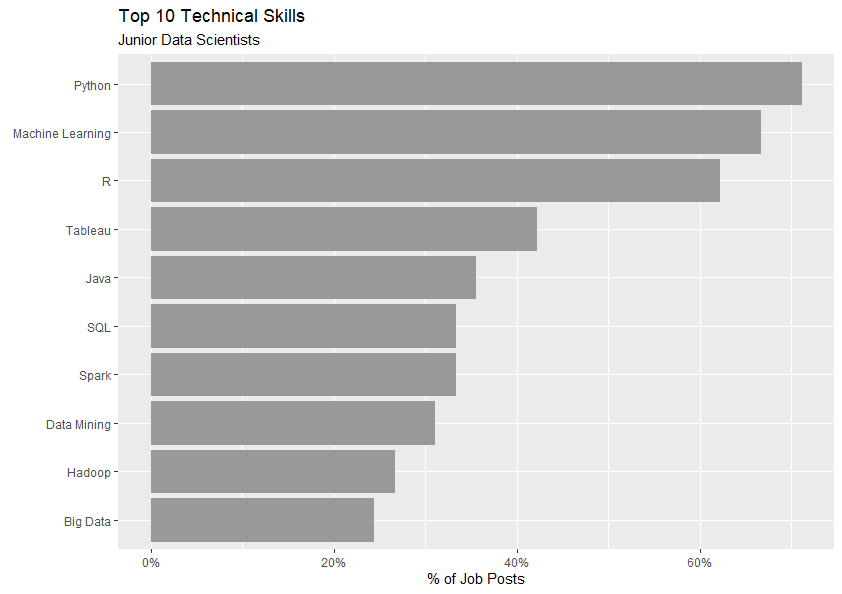 Top 10 Technical Skills
Junior Data Scientists
Python
Machine Learning
R
Tableau
Java
SQL
Spark
Data Mining
Hadoop
Big Data
0% 20% 40% 60%
% of Job Posts